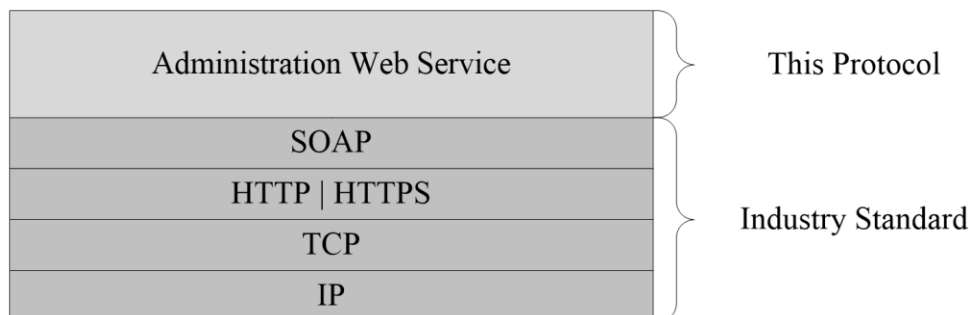 Administration Web Service
This Protocol
SOAP
HTTP | HTTPS
TCP
Industry Standard
IP